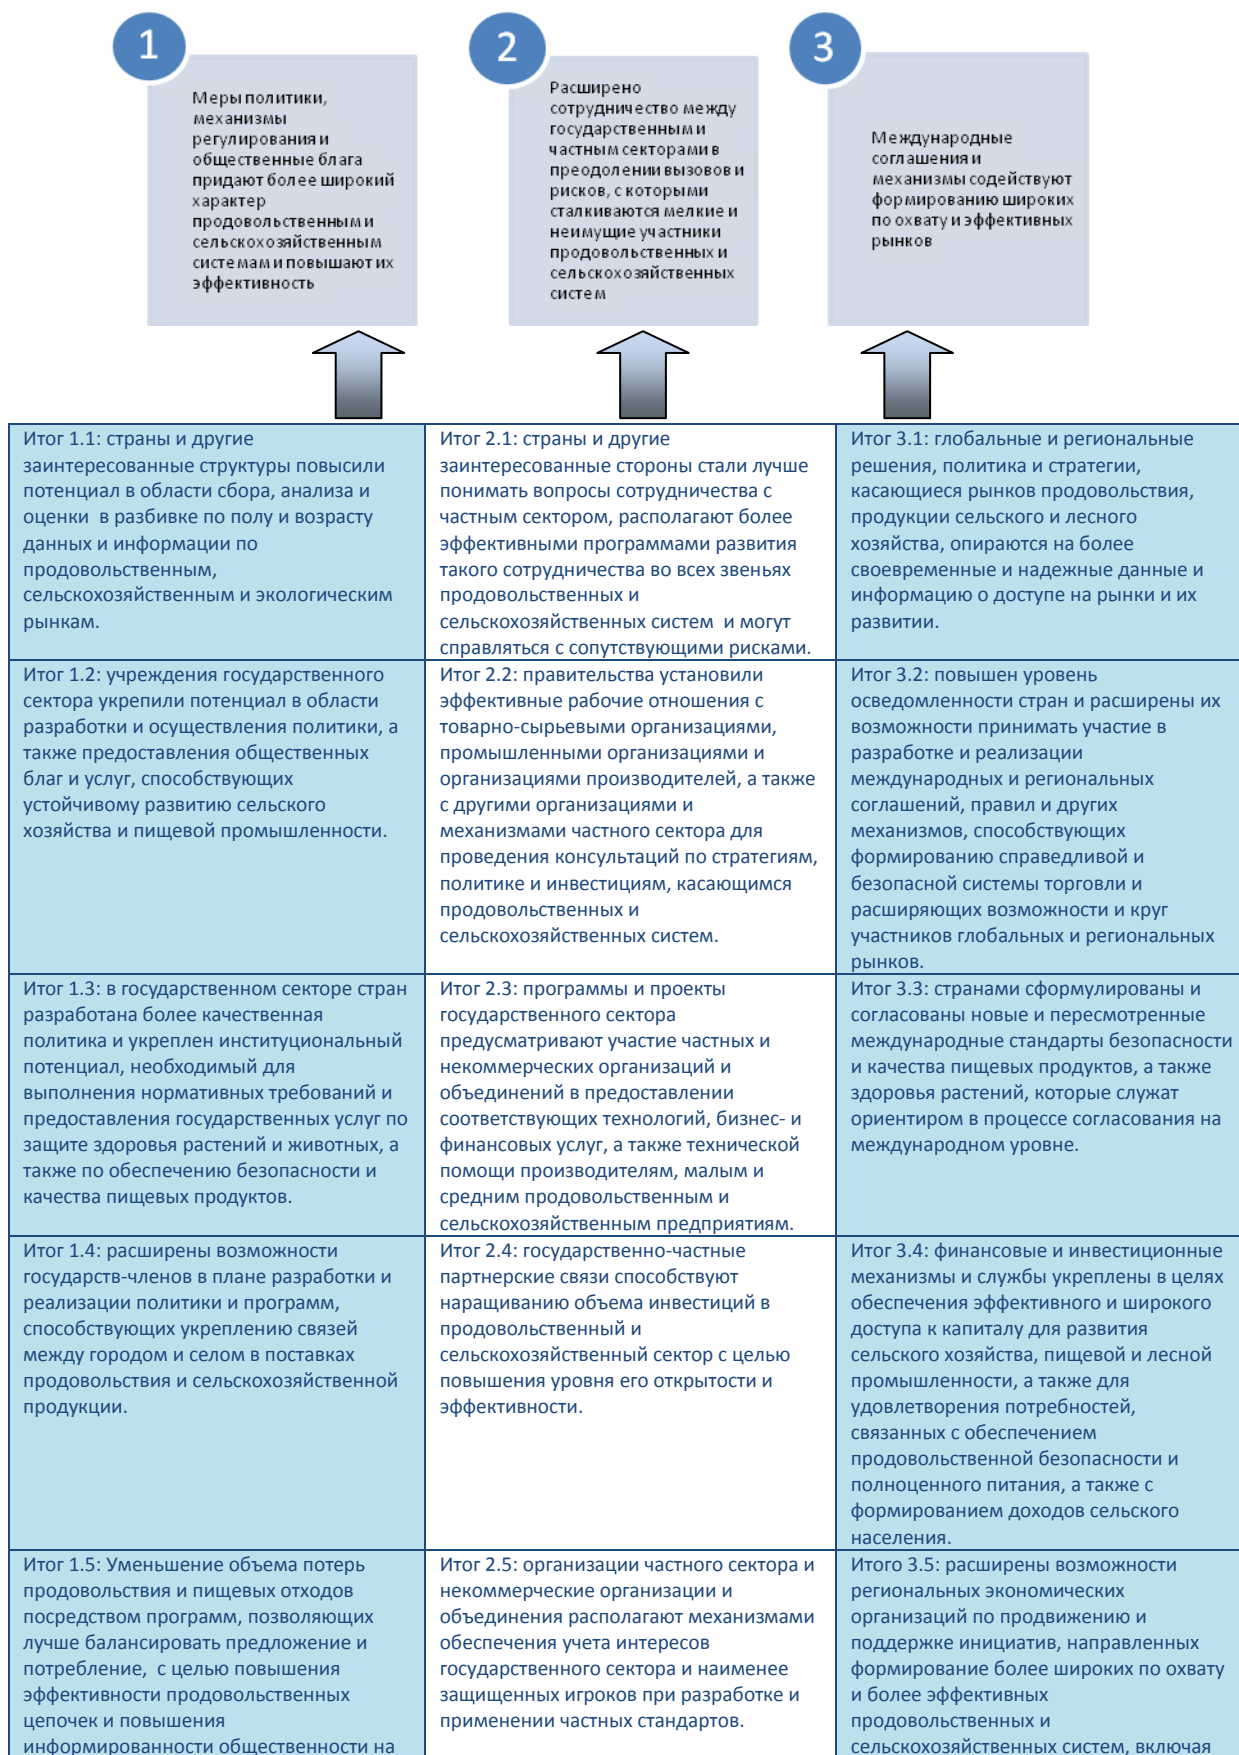 1
Меры политики,
механизмы
регулирования и
общественные блага
придают более широкий
характер
продовольственным и
сельскохозяйственным
системам и повышают их
эффективность
2
Расширено
сотрудничество между
государственным и
частным секторами в
преодолении вызовов и
рисков, с которыми
сталкиваются мелкие и
неимущие участники
продовольственных и
сельскохозяйственных
систем
3
Международные
соглашения и
механизмы содействуют
формированию широких
по охвату и эффективных
рынков
Итог 1.1: страны и другие
заинтересованные структуры повысили
потенциал в области сбора, анализа и
оценки  в разбивке по полу и возрасту
данных и информации по
продовольственным,
сельскохозяйственным и экологическим
рынкам.
Итог 2.1: страны и другие
заинтересованные стороны стали лучше
понимать вопросы сотрудничества с
частным сектором, располагают более
эффективными программами развития
такого сотрудничества во всех звеньях
продовольственных и
сельскохозяйственных систем  и могут
справляться с сопутствующими рисками.
Итог 3.1: глобальные и региональные
решения, политика и стратегии,
касающиеся рынков продовольствия,
продукции сельского и лесного
хозяйства, опираются на более
своевременные и надежные данные и
информацию о доступе на рынки и их
развитии.
Итог 1.2: учреждения государственного
сектора укрепили потенциал в области
разработки и осуществления политики, а
также предоставления общественных
благ и услуг, способствующих
устойчивому развитию сельского
хозяйства и пищевой промышленности.
Итог 2.2: правительства установили
эффективные рабочие отношения с
товарно-сырьевыми организациями,
промышленными организациями и
организациями производителей, а также
с другими организациями и
механизмами частного сектора для
проведения консультаций по стратегиям,
политике и инвестициям, касающимся
продовольственных и
сельскохозяйственных систем.
Итог 3.2: повышен уровень
осведомленности стран и расширены их
возможности принимать участие в
разработке и реализации
международных и региональных
соглашений, правил и других
механизмов, способствующих
формированию справедливой и
безопасной системы торговли и
расширяющих возможности и круг
участников глобальных и региональных
рынков.
Итог 1.3: в государственном секторе стран
разработана более качественная
политика и укреплен институциональный
потенциал, необходимый для
выполнения нормативных требований и
предоставления государственных услуг по
защите здоровья растений и животных, а
также по обеспечению безопасности и
качества пищевых продуктов.
Итог 2.3: программы и проекты
государственного сектора
предусматривают участие частных и
некоммерческих организаций и
объединений в предоставлении
соответствующих технологий, бизнес- и
финансовых услуг, а также технической
помощи производителям, малым и
средним продовольственным и
сельскохозяйственным предприятиям.
Итог 3.3: странами сформулированы и
согласованы новые и пересмотренные
международные стандарты безопасности
и качества пищевых продуктов, а также
здоровья растений, которые служат
ориентиром в процессе согласования на
международном уровне.
Итог 1.4: расширены возможности
государств-членов в плане разработки и
реализации политики и программ,
способствующих укреплению связей
между городом и селом в поставках
продовольствия и сельскохозяйственной
продукции.
Итог 2.4: государственно-частные
партнерские связи способствуют
наращиванию объема инвестиций в
продовольственный и
сельскохозяйственный сектор с целью
повышения уровня его открытости и
эффективности.
Итог 3.4: финансовые и инвестиционные
механизмы и службы укреплены в целях
обеспечения эффективного и широкого
доступа к капиталу для развития
сельского хозяйства, пищевой и лесной
промышленности, а также для
удовлетворения потребностей,
связанных с обеспечением
продовольственной безопасности и
полноценного питания, а также с
формированием доходов сельского
населения.
Итог 1.5: Уменьшение объема потерь
продовольствия и пищевых отходов
посредством программ, позволяющих
лучше балансировать предложение и
потребление,  с целью повышения
эффективности продовольственных
цепочек и повышения
информированности общественности на
Итог 2.5: организации частного сектора и
некоммерческие организации и
объединения располагают механизмами
обеспечения учета интересов
государственного сектора и наименее
защищенных игроков при разработке и
применении частных стандартов.
Итого 3.5: расширены возможности
региональных экономических
организаций по продвижению и
поддержке инициатив, направленных
формирование более широких по охвату
и более эффективных
продовольственных и
сельскохозяйственных систем, включая